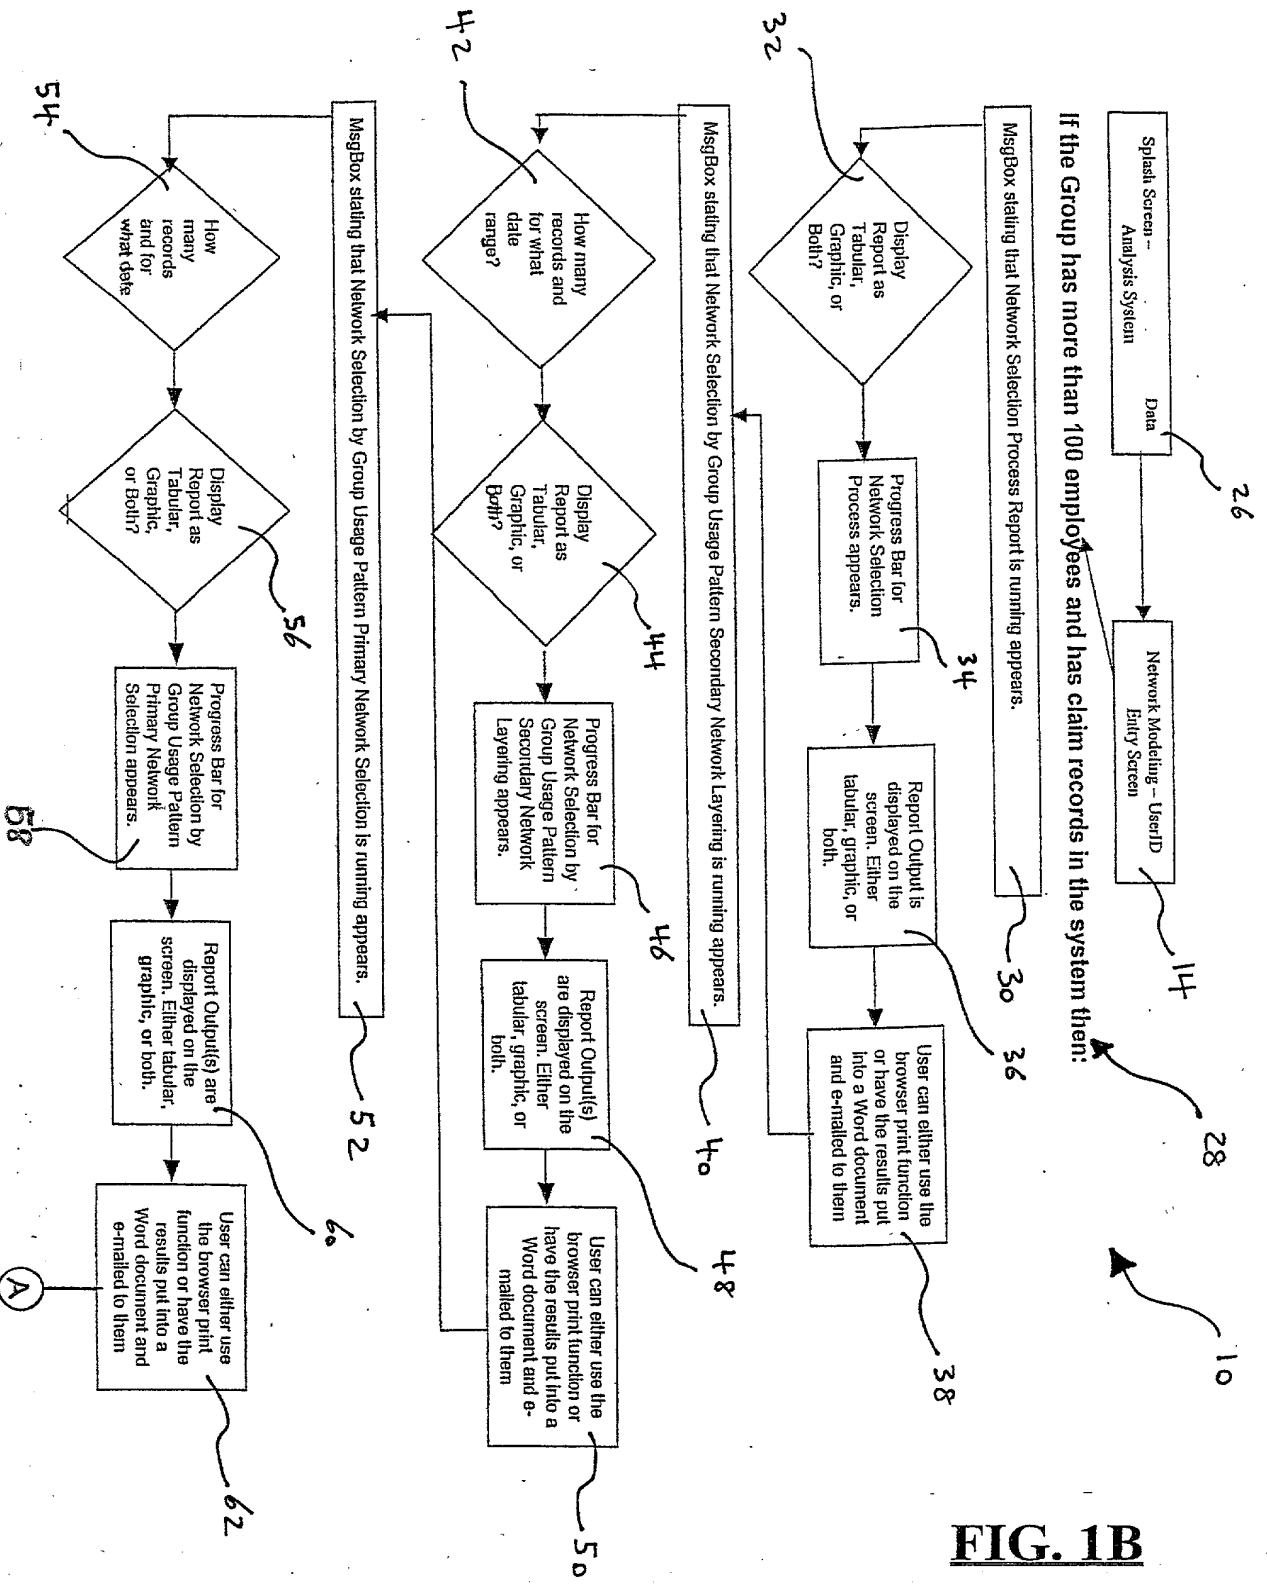 Splash Screen –
Analysis System
Data
26
Network Modeling – UserID
Entry Screen
14
10
If the Group has more than 100 employees and has claim records in the system then:
28
MsgBox stating that Network Selection Process Report is running appears.
30
32
Display
Report as
Tabular,
Graphic, or
Both?
Progress Bar for
Network Selection
Process appears.
34
Report Output is
displayed on the
screen. Either
tabular, graphic, or
both.
36
User can either use the
browser print function
or have the results put
into a Word document
and e-mailed to them
38
MsgBox stating that Network Selection by Group Usage Pattern Secondary Network Layering is running appears.
40
42
How many
records and
for what
date
range?
Display
Report as
Tabular,
Graphic, or
Both?
44
Progress Bar for
Network Selection by
Group Usage Pattern
Secondary Network
Layering appears.
46
Report Output(s)
are displayed on the
screen. Either
tabular, graphic, or
both.
48
User can either use the
browser print function or
have the results put into a
Word document and e-
mailed to them
50
MsgBox stating that Network Selection by Group Usage Pattern Primary Network Selection is running appears.
52
54
How
many
records
and for
what date
Display
Report as
Tabular,
Graphic,
or Both?
56
Progress Bar for
Network Selection by
Group Usage Pattern
Primary Network
Selection appears.
58
Report Output(s) are
displayed on the
screen. Either tabular,
graphic, or both.
60
User can either use
the browser print
function or have the
results put into a
Word document and
e-mailed to them
62
A
FIG. 1B